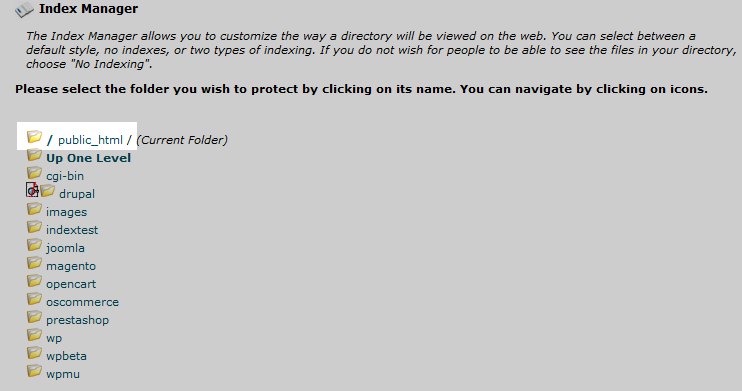 Index Manager
The Index Manager allows you to customize the way a directory will be viewed on the web. You can select between a
default style, no indexes, or two types of indexing. If you do not wish for people to be able to see the files in your directory,
choose "No Indexing".
Please select the folder you wish to protect by clicking on its name. You can navigate by clicking on icons.
/ public_html / (Current Folder)
Up One Level
cgi-bin
drupal
images
indextest
joomla
magento
opencart
oscommerce
prestashop
wp
wpbeta
wpmu